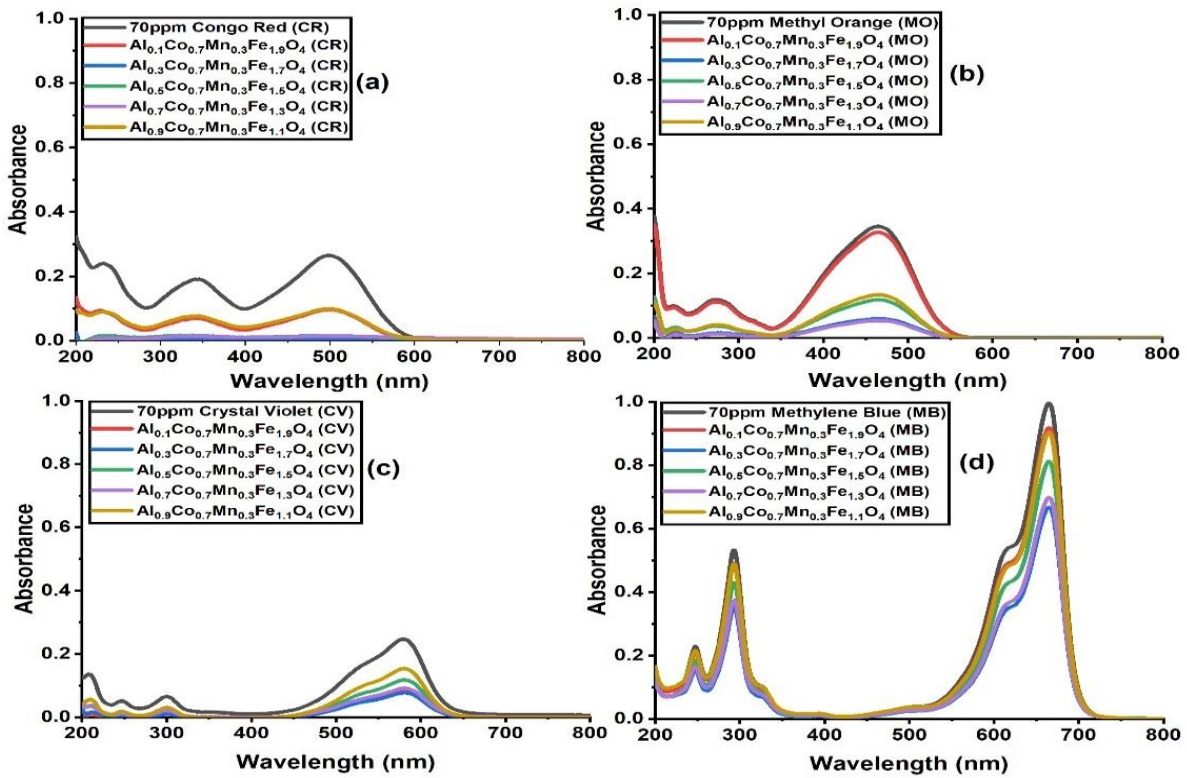 70ppm Congo Red (CR)
Al0.1Co0.7Mn0.3Fe1.9O4 (CR)
Al0.3Co0.7Mn0.3Fe1.7O4 (CR)
Al0.5Co0.7Mn0.3Fe1.5O4 (CR)
Al0.7Co0.7Mn0.3Fe1.3O4 (CR)
Al0.9Co0.7Mn0.3Fe1.1O4 (CR)
(a)
1.0
0.8
0.6
0.4
0.2
0.0
Absorbance
200 300 400 500 600 700 800
Wavelength (nm)
70ppm Methyl Orange (MO)
Al0.1Co0.7Mn0.3Fe1.9O4 (MO)
Al0.3Co0.7Mn0.3Fe1.7O4 (MO)
Al0.5Co0.7Mn0.3Fe1.5O4 (MO)
Al0.7Co0.7Mn0.3Fe1.3O4 (MO)
Al0.9Co0.7Mn0.3Fe1.1O4 (MO)
(b)
1.0
0.8
0.6
0.4
0.2
0.0
Absorbance
200 300 400 500 600 700 800
Wavelength (nm)
70ppm Crystal Violet (CV)
Al0.1Co0.7Mn0.3Fe1.9O4 (CV)
Al0.3Co0.7Mn0.3Fe1.7O4 (CV)
Al0.5Co0.7Mn0.3Fe1.5O4 (CV)
Al0.7Co0.7Mn0.3Fe1.3O4 (CV)
Al0.9Co0.7Mn0.3Fe1.1O4 (CV)
(c)
1.0
0.8
0.6
0.4
0.2
0.0
Absorbance
200 300 400 500 600 700 800
Wavelength (nm)
70ppm Methylene Blue (MB)
Al0.1Co0.7Mn0.3Fe1.9O4 (MB)
Al0.3Co0.7Mn0.3Fe1.7O4 (MB)
Al0.5Co0.7Mn0.3Fe1.5O4 (MB)
Al0.7Co0.7Mn0.3Fe1.3O4 (MB)
Al0.9Co0.7Mn0.3Fe1.1O4 (MB)
(d)
1.0
0.8
0.6
0.4
0.2
0.0
Absorbance
200 300 400 500 600 700 800
Wavelength (nm)